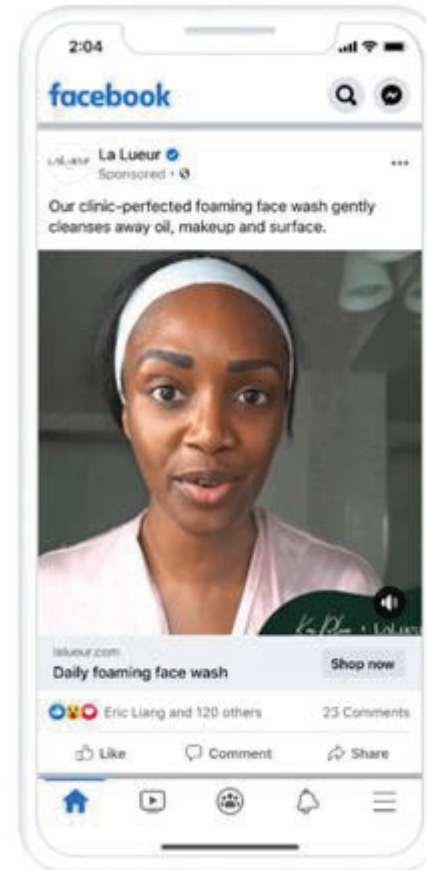 2:04
facebook
La Lueur
Sponsored
Our clinic-perfected foaming face wash gently
cleanses away oil, makeup and surface.
lalueur.com
Daily foaming face wash
Shop now
Eric Liang and 120 others
23 Comments
Like
Comment
Share